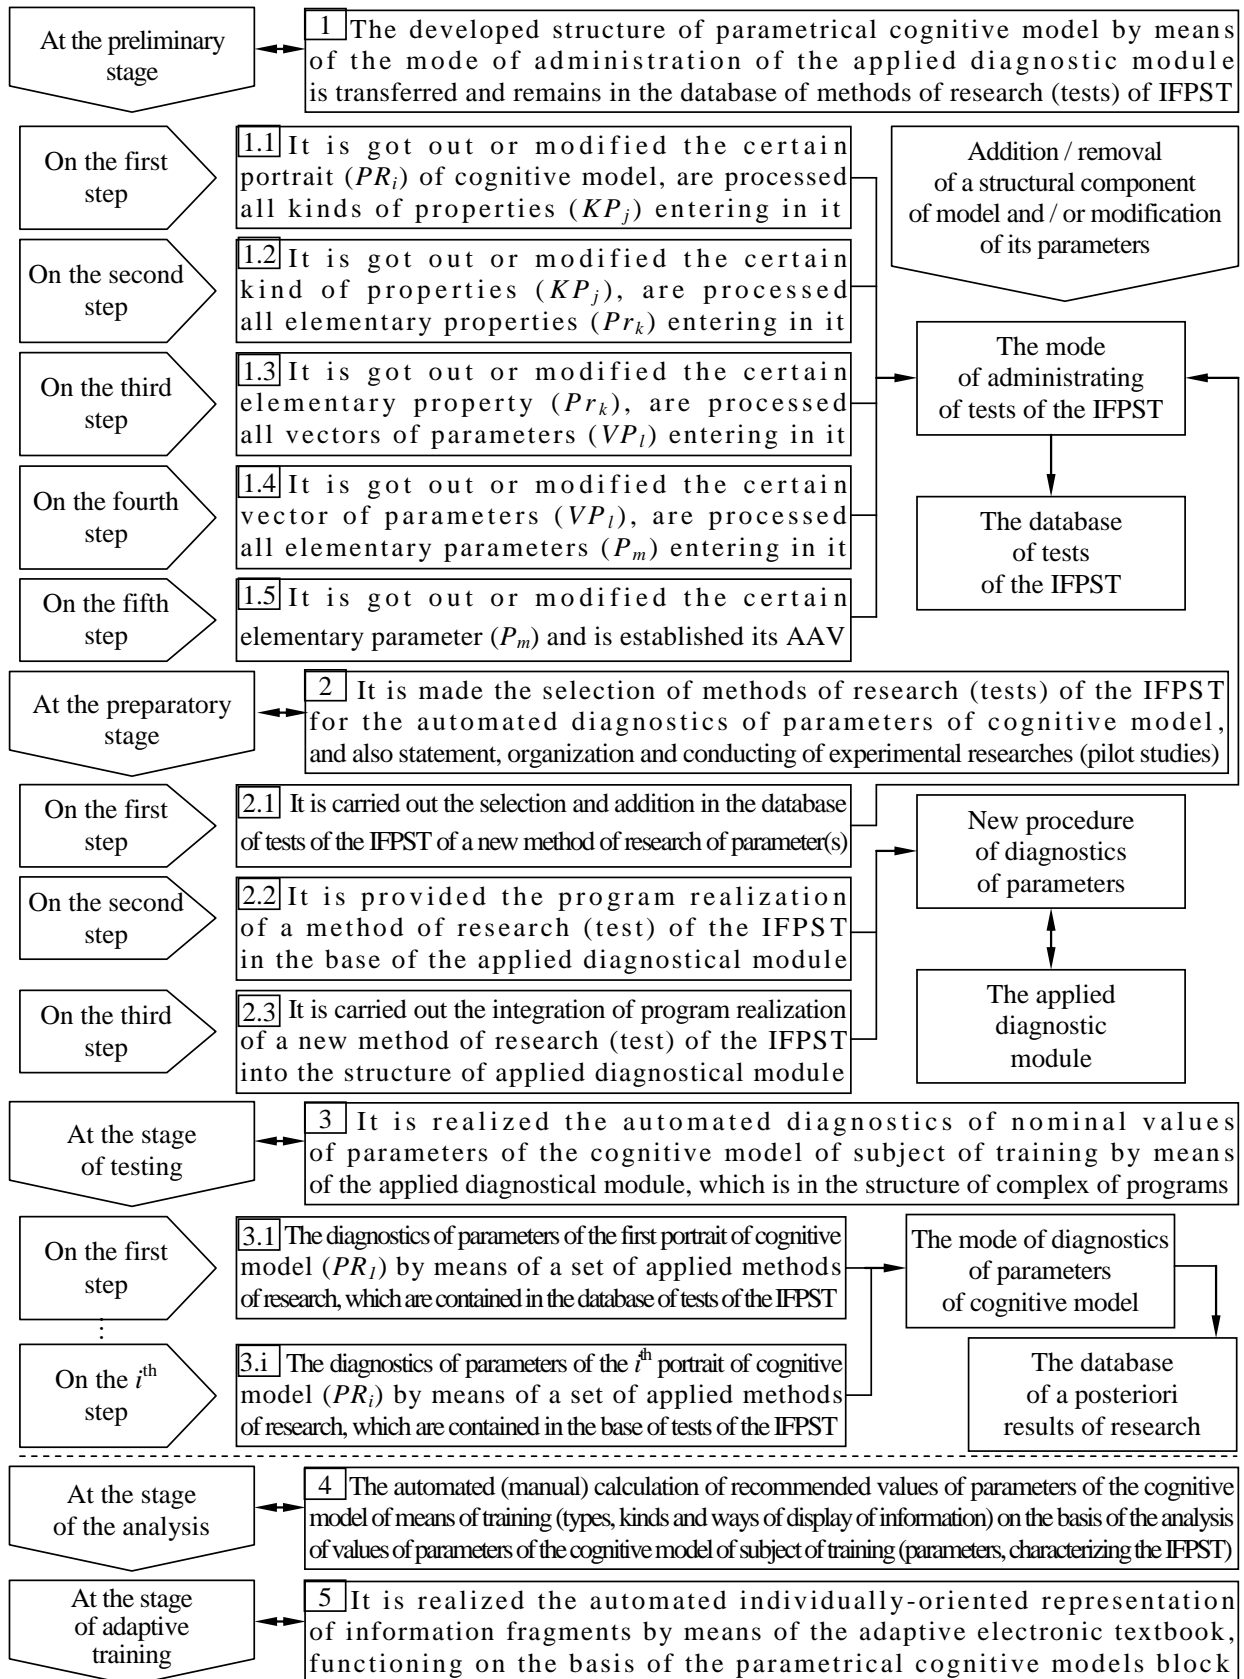 At the preliminary
stage
1 The developed structure of parametrical cognitive model by means
of the mode of administration of the applied diagnostic module
is transferred and remains in the database of methods of research (tests) of IFPST
On the first
step
1.1 It is got out or modified the certain
portrait (PR_i) of cognitive model, are processed
all kinds of properties (KP_j) entering in it
Addition / removal
of a structural component
of model and / or modification
of its parameters
On the second
step
1.2 It is got out or modified the certain
kind of properties (KP_j), are processed
all elementary properties (Pr_k) entering in it
The mode
of administrating
of tests of the IFPST
On the third
step
1.3 It is got out or modified the certain
elementary property (Pr_k), are processed
all vectors of parameters (VP_l) entering in it
On the fourth
step
1.4 It is got out or modified the certain
vector of parameters (VP_l), are processed
all elementary parameters (P_m) entering in it
The database
of tests
of the IFPST
On the fifth
step
1.5 It is got out or modified the certain
elementary parameter (P_m) and is established its AAV
At the preparatory
stage
2 It is made the selection of methods of research (tests) of the IFPST
for the automated diagnostics of parameters of cognitive model,
and also statement, organization and conducting of experimental researches (pilot studies)
On the first
step
2.1 It is carried out the selection and addition in the database
of tests of the IFPST of a new method of research of parameter(s)
New procedure
of diagnostics
of parameters
On the second
step
2.2 It is provided the program realization
of a method of research (test) of the IFPST
in the base of the applied diagnostical module
On the third
step
2.3 It is carried out the integration of program realization
of a new method of research (test) of the IFPST
into the structure of applied diagnostical module
The applied
diagnostic
module
At the stage
of testing
3 It is realized the automated diagnostics of nominal values
of parameters of the cognitive model of subject of training by means
of the applied diagnostical module, which is in the structure of complex of programs
On the first
step
3.1 The diagnostics of parameters of the first portrait of cognitive
model (PR_1) by means of a set of applied methods
of research, which are contained in the database of tests of the IFPST
The mode of diagnostics
of parameters
of cognitive model
...
On the i^th
step
3.i The diagnostics of parameters of the i^th portrait of cognitive
model (PR_i) by means of a set of applied methods
of research, which are contained in the base of tests of the IFPST
The database
of a posteriori
results of research
At the stage
of the analysis
4 The automated (manual) calculation of recommended values of parameters of the cognitive
model of means of training (types, kinds and ways of display of information) on the basis of the analysis
of values of parameters of the cognitive model of subject of training (parameters, characterizing the IFPST)
At the stage
of adaptive
training
5 It is realized the automated individually-oriented representation
of information fragments by means of the adaptive electronic textbook,
functioning on the basis of the parametrical cognitive models block